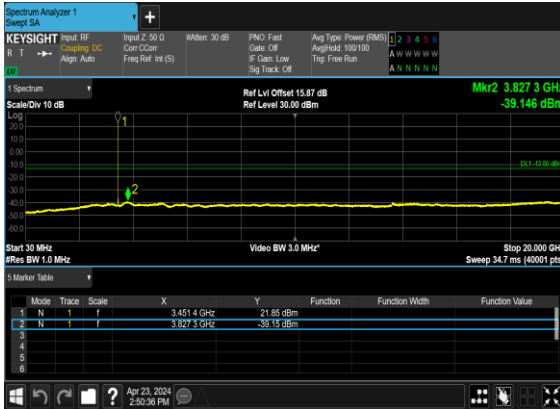 Spectrum Analyzer 1
Swept SA
+
KEYSIGHT Input: RF Input Z: 50 Ω #Atten: 30 dB PNO: Fast Avg Type: Power (RMS) 1 2 3 4 5 6
R T Coupling: DC Corr CCorr Gate: Off Avg|Hold: 100/100 A W W W W W
Align: Auto Freq Ref: Int (S) IF Gain: Low Trig: Free Run
Sig Track: Off A N N N N N
1 Spectrum Ref Lvl Offset 15.87 dB Mkr2 3.827 3 GHz
Scale/Div 10 dB Ref Level 30.00 dBm -39.146 dBm
Log
20.0
10.0
0.00
-10.0
DL1 -13.00 dBm
-20.0
-30.0
-40.0
-50.0
-60.0
1
2
Start 30 MHz Video BW 3.0 MHz* Stop 20.000 GHz
#Res BW 1.0 MHz Sweep 34.7 ms (40001 pts)
5 Marker Table
Mode Trace Scale X Y Function Function Width Function Value
1 N 1 f 3.451 4 GHz 21.85 dBm
2 N 1 f 3.827 3 GHz -39.15 dBm
3
4
5
6
? Apr 23, 2024
2:50:36 PM